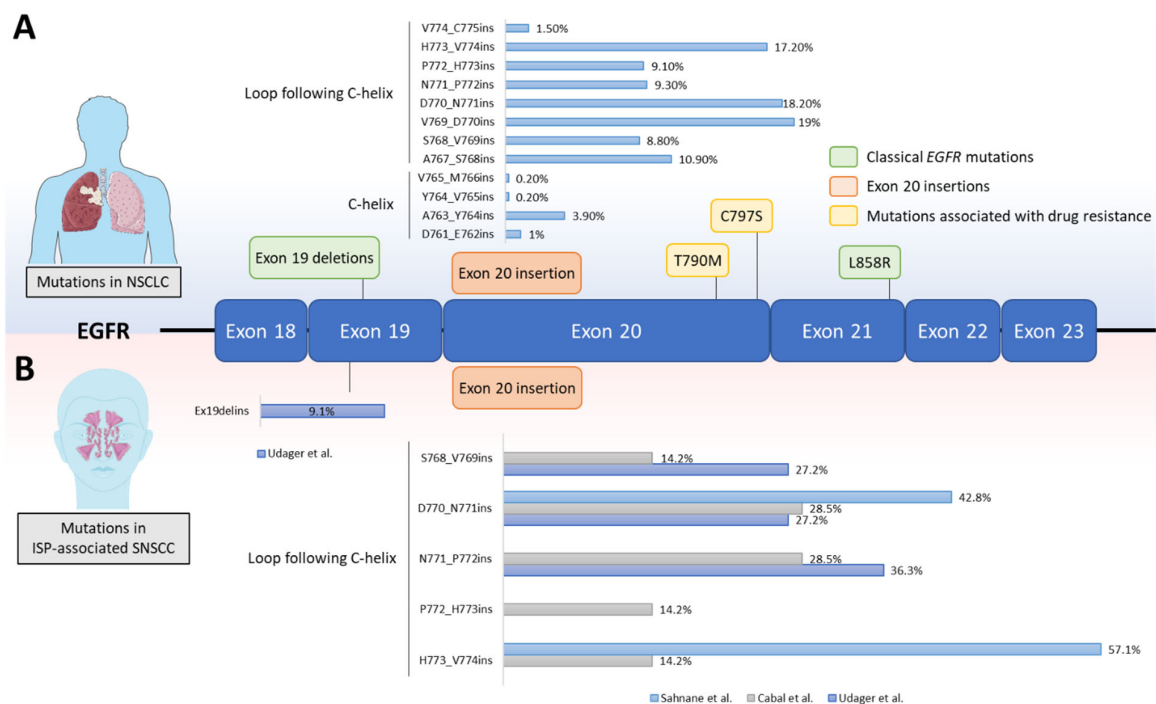 A
V774_C775ins 1.50%
H773_V774ins 17.20%
P772_H773ins 9.10%
Loop following C-helix
N771_P772ins 9.30%
D770_N771ins 18.20%
V769_D770ins 19%
S768_V769ins 8.80%
A767_S768ins 10.90%
V765_M766ins 0.20%
C-helix
Y764_V765ins 0.20%
A763_Y764ins 3.90%
D761_E762ins 1%
Classical EGFR mutations
Exon 20 insertions
Mutations associated with drug resistance
Mutations in NSCLC
Exon 19 deletions
Exon 20 insertion
T790M
C797S
L858R
EGFR
Exon 18
Exon 19
Exon 20
Exon 21
Exon 22
Exon 23
B
Exon 20 insertion
Ex19delins 9.1%
Udager et al.
Mutations in
ISP-associated SNSCC
Loop following C-helix
S768_V769ins 14.2%
27.2%
D770_N771ins 42.8%
28.5%
27.2%
N771_P772ins 28.5%
36.3%
P772_H773ins 14.2%
H773_V774ins 57.1%
14.2%
Sahnane et al. Cabal et al. Udager et al.